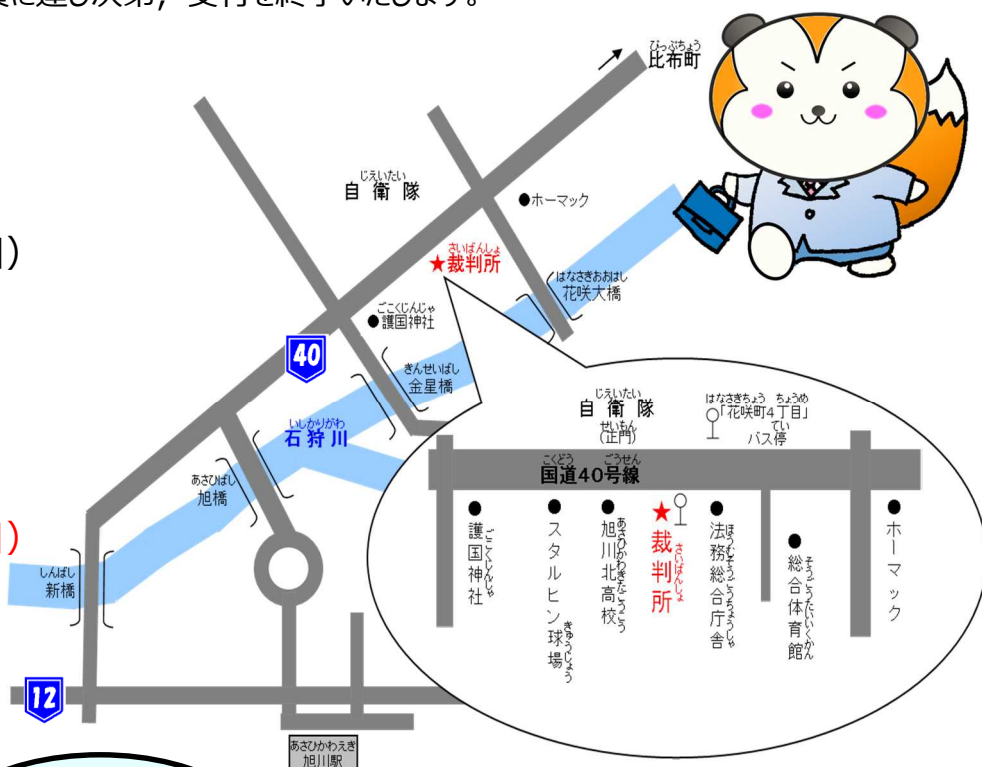 に達し次第，受付を終了いたします。
ぴっぷちょう
比布町
じえいたい
自衛隊
●ホーマック
さいばんしょ
★裁判所
はなさきおおはし
花咲大橋
ごこくじんじゃ
●護国神社
40
きんせいばし
金星橋
いしかりがわ
石狩川
あさひばし
旭橋
しんばし
新橋
12
あさひかわえき
旭川駅
じえいたい
自衛隊
せいもん
(正門)
はなさきちょう ちょうめ
「花咲町4丁目」
てい
バス停
こくどう ごうせん
国道40号線
●護国神社
ごこくじんじゃ
●スタルヒン球場
きゅうじょう
●旭川北高校
あさひかわきたこうこう
★裁判所
さいばんしょ
●法務総合庁舎
ほうむそうごうちょうしゃ
●総合体育館
そうごうたいいくかん
●ホーマック
)
)